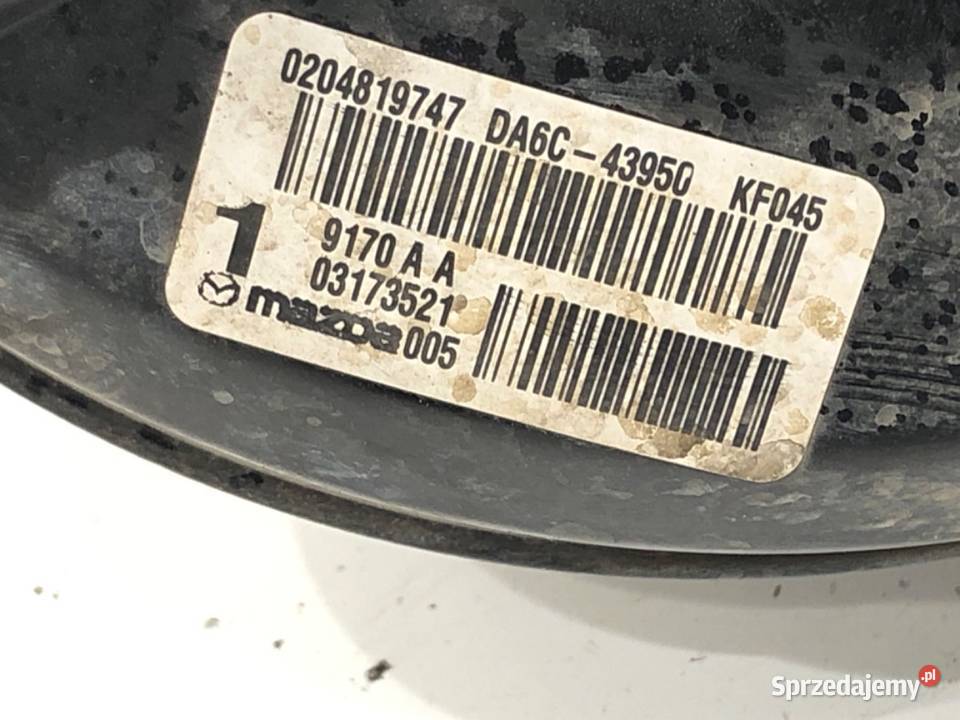 0204819747 DA6C-43950 KF045
1
9170 A A
03173521
mazda 005
Sprzedajemy.pl